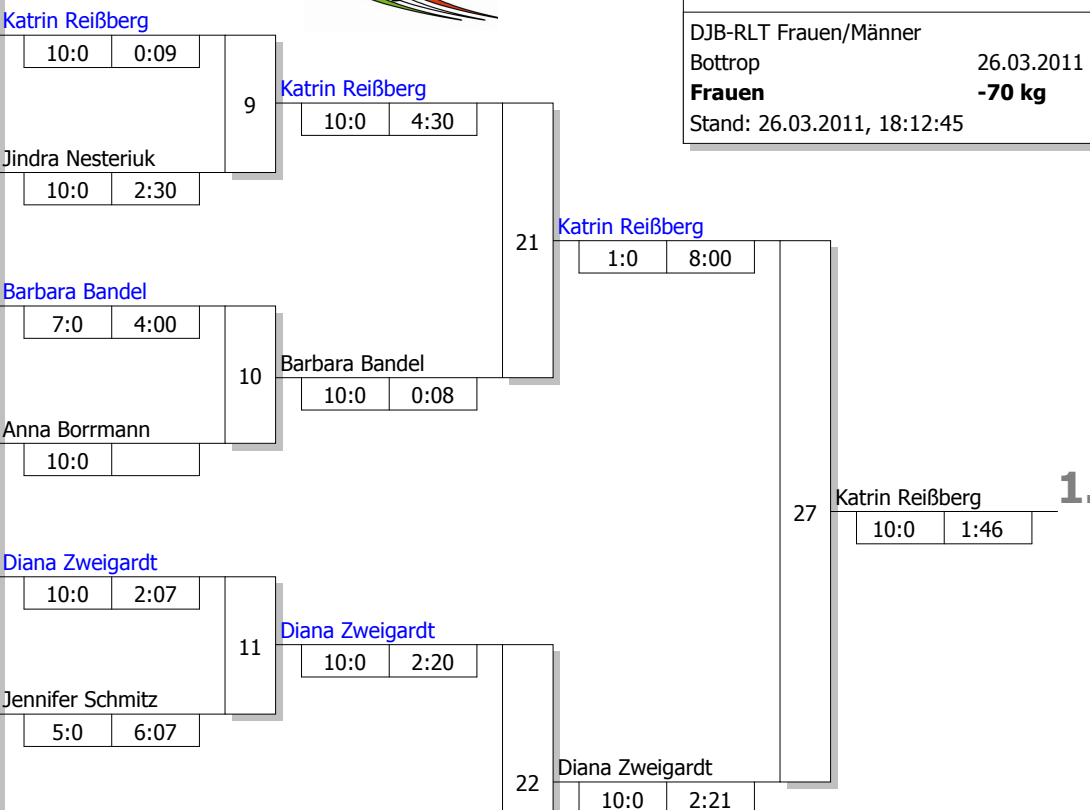 DJB-RLT Frauen/Männer
Bottrop 26.03.2011
Frauen -70 kg
Stand: 26.03.2011, 18:12:45
Katrin Reißberg
10:0 0:09
9
Jindra Nesteriuk
10:0 2:30
Katrin Reißberg
10:0 4:30
Barbara Bandel
7:0 4:00
10
Anna Borrmann
10:0
Barbara Bandel
10:0 0:08
21
Katrin Reißberg
1:0 8:00
Diana Zweigardt
10:0 2:07
11
Jennifer Schmitz
5:0 6:07
Diana Zweigardt
10:0 2:20
22
Diana Zweigardt
10:0 2:21
27
Katrin Reißberg
10:0 1:46
1.